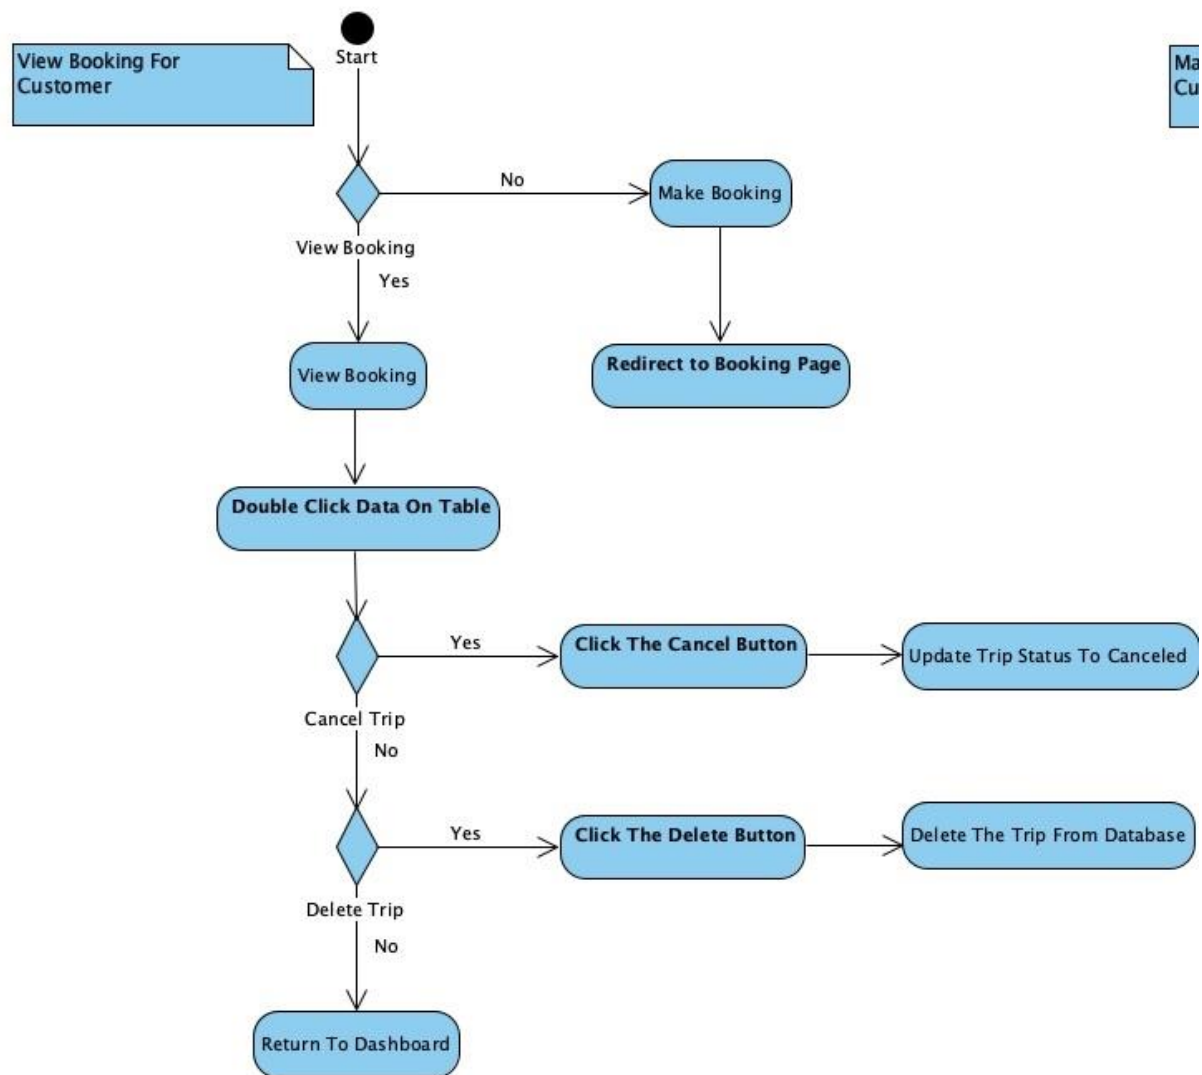 View Booking For
Customer
Start
Ma
Cu
No
Make Booking
View Booking
Yes
View Booking
Redirect to Booking Page
Double Click Data On Table
Yes
Click The Cancel Button
Update Trip Status To Canceled
Cancel Trip
No
Yes
Click The Delete Button
Delete The Trip From Database
Delete Trip
No
Return To Dashboard